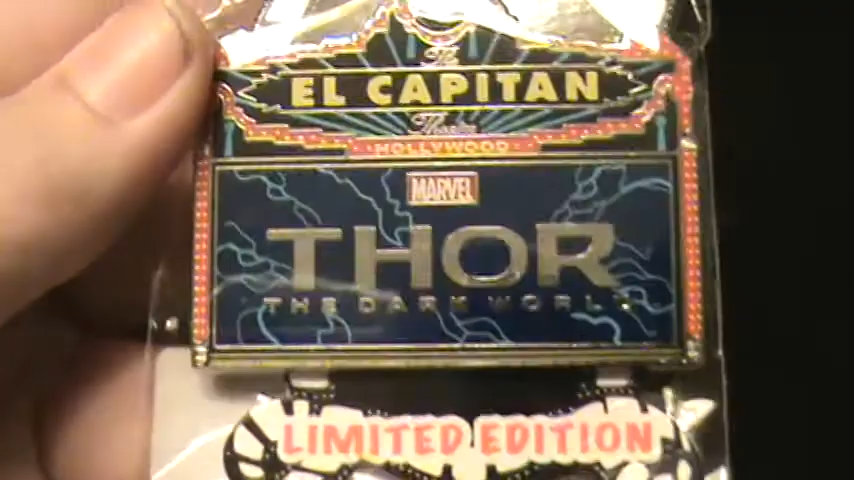 The
EL CAPITAN
Theatre
HOLLYWOOD
MARVEL
THOR
THE DARK WORLD
LIMITED EDITION